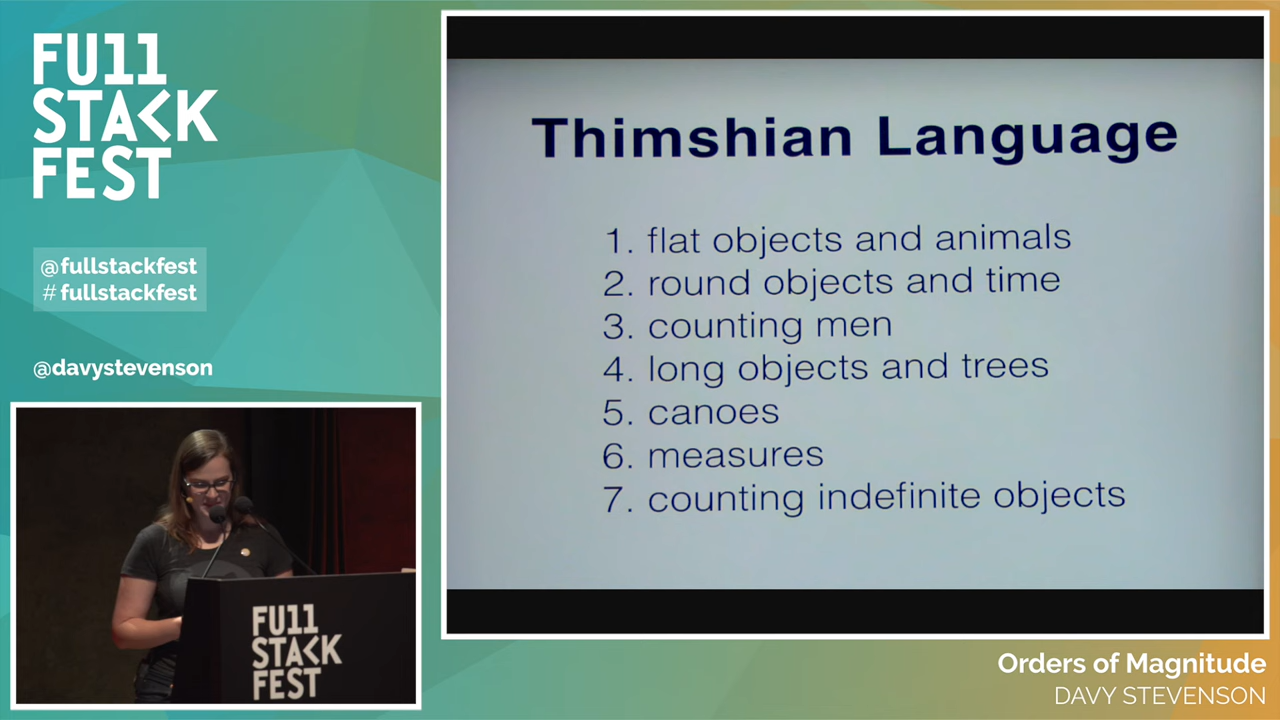 FU11
STACK
FEST
@fullstackfest
# fullstackfest
@davystevenson
FU11
STACK
FEST
Thimshian Language
1. flat objects and animals
2. round objects and time
3. counting men
4. long objects and trees
5. canoes
6. measures
7. counting indefinite objects
Orders of Magnitude
DAVY STEVENSON